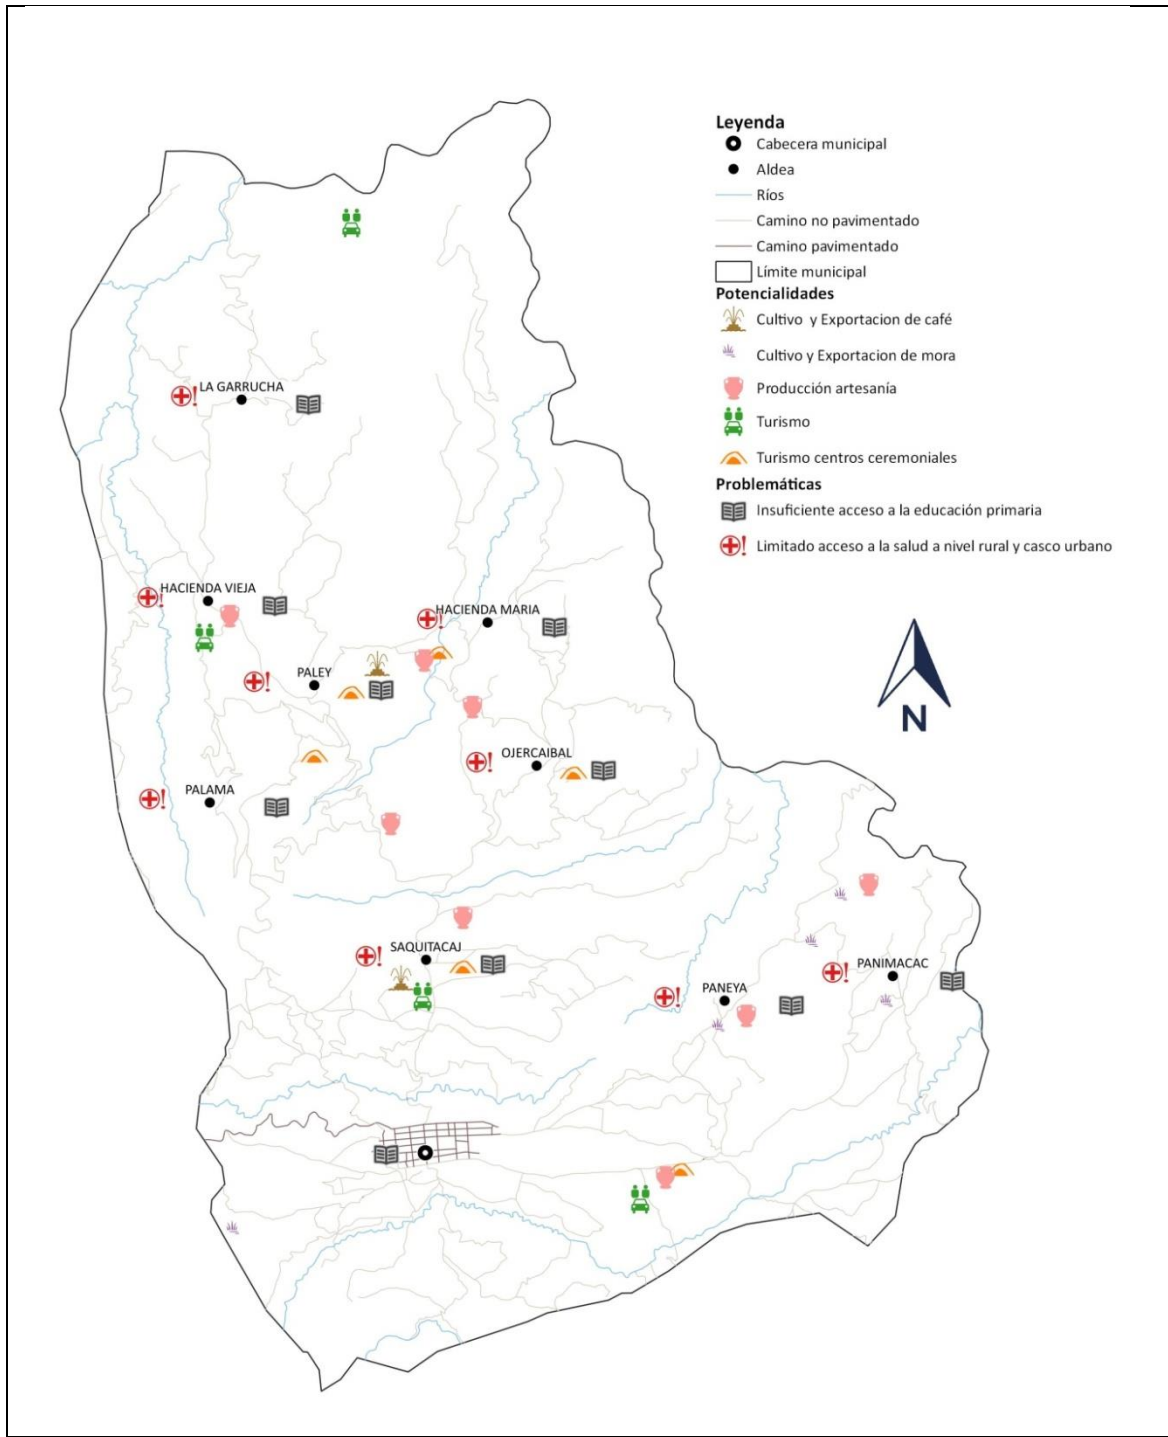 Leyenda
Cabecera municipal
Aldea
Ríos
Camino no pavimentado
Camino pavimentado
Límite municipal
Potencialidades
Cultivo y Exportacion de café
Cultivo y Exportacion de mora
Producción artesanía
Turismo
Turismo centros ceremoniales
Problemáticas
Insuficiente acceso a la educación primaria
Limitado acceso a la salud a nivel rural y casco urbano
LA GARRUCHA
HACIENDA VIEJA
HACIENDA MARIA
PALEY
N
OJERCAIBAL
PALAMA
SAQUITACAJ
PANIMACAC
PANEYA